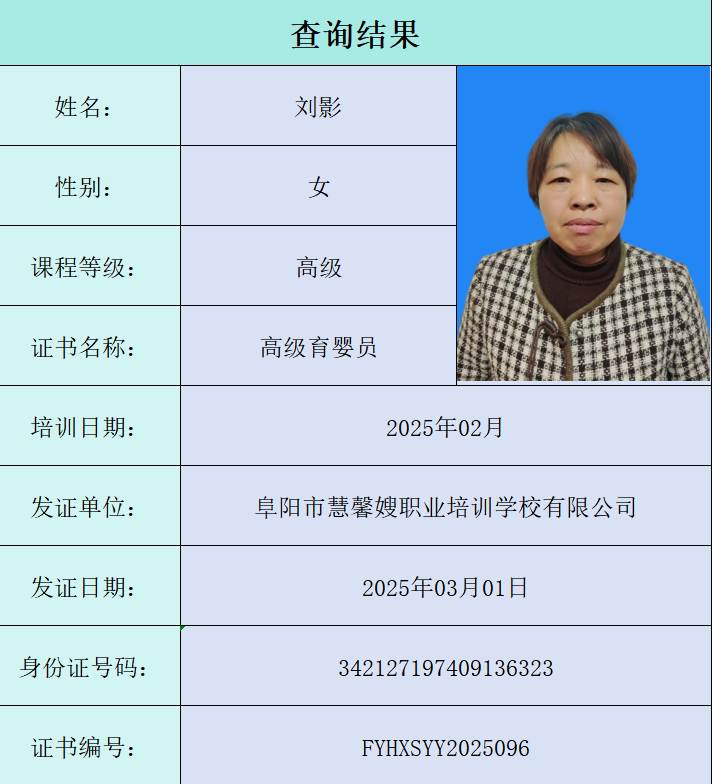 查询结果
姓名： 刘影
性别： 女
课程等级： 高级
证书名称： 高级育婴员
培训日期： 2025年02月
发证单位： 阜阳市慧馨嫂职业培训学校有限公司
发证日期： 2025年03月01日
身份证号码： 342127197409136323
证书编号： FYHXSYY2025096